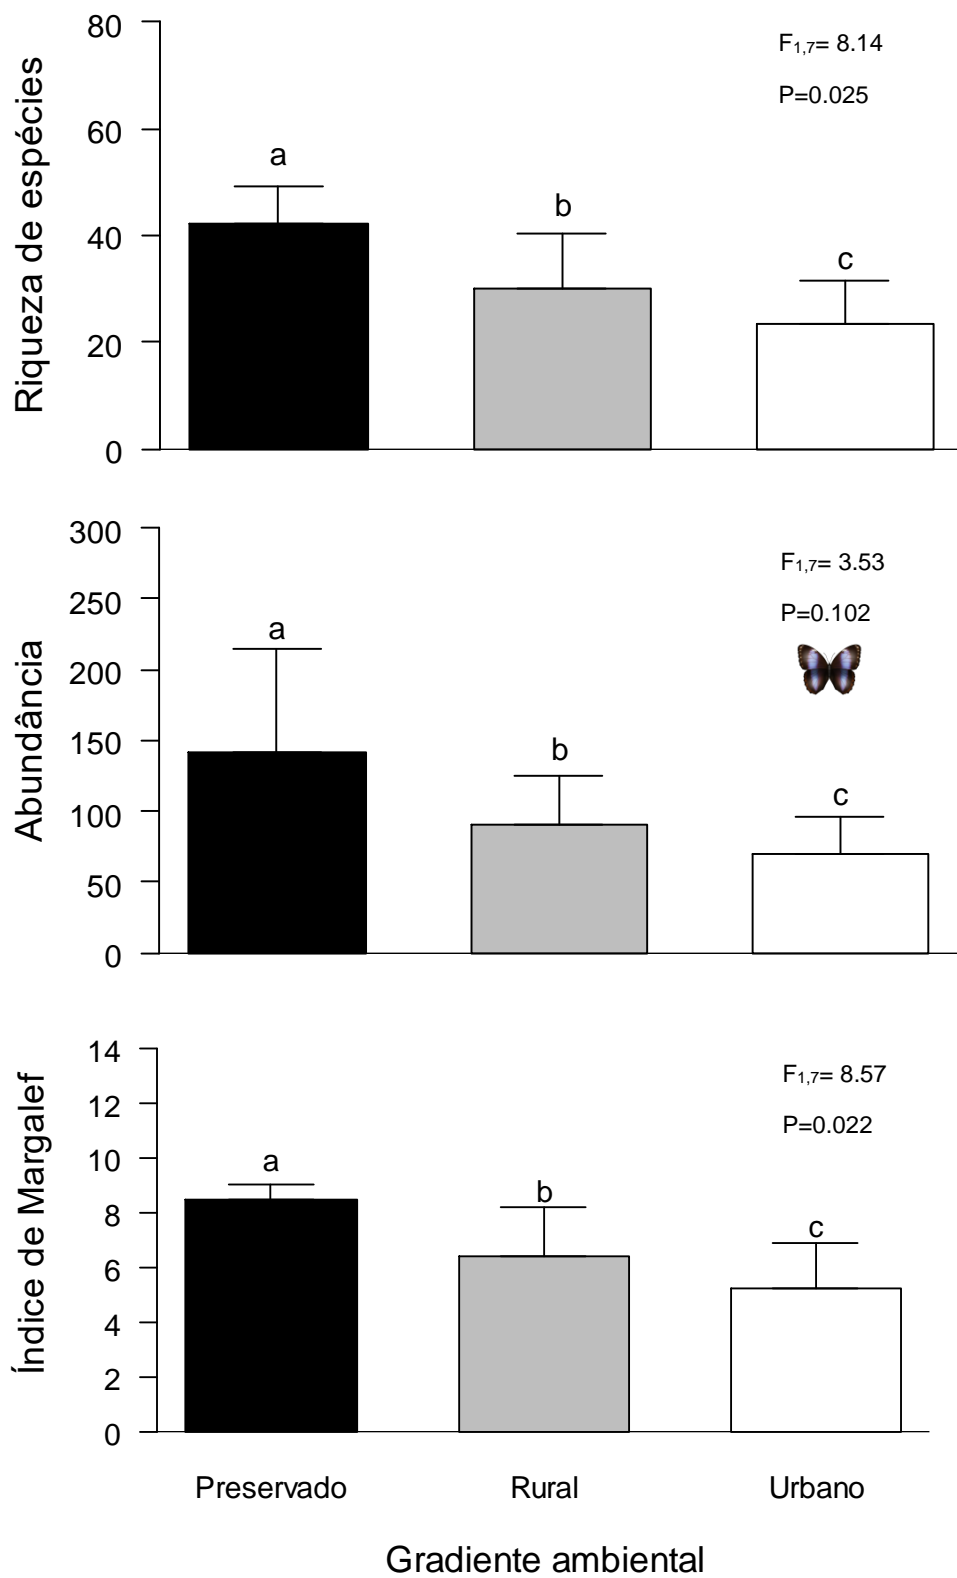 Riqueza de espécies
80
60
40
20
0
a
b
c
F1,7= 8.14
P=0.025
Abundância
300
250
200
150
100
50
0
a
b
c
F1,7= 3.53
P=0.102
Índice de Margalef
14
12
10
8
6
4
2
0
a
b
c
F1,7= 8.57
P=0.022
Preservado Rural Urbano
Gradiente ambiental